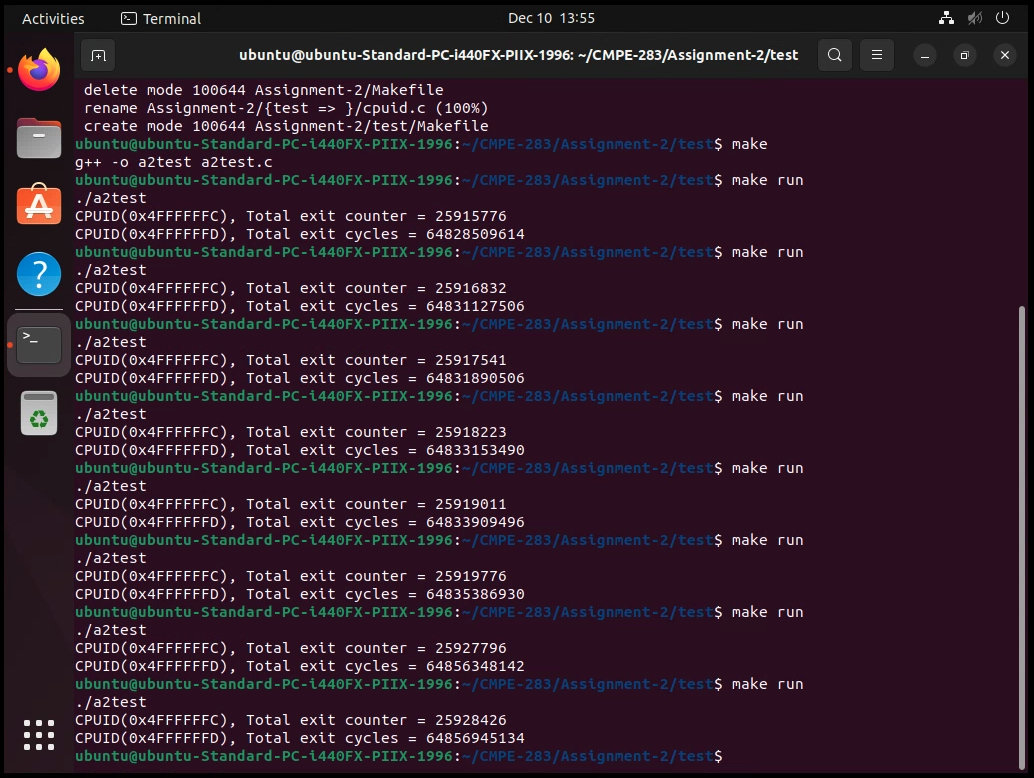 Activities Terminal Dec 10 13:55
ubuntu@ubuntu-Standard-PC-i440FX-PIIX-1996: ~/CMPE-283/Assignment-2/test
delete mode 100644 Assignment-2/Makefile
rename Assignment-2/{test => }/cpuid.c (100%)
create mode 100644 Assignment-2/test/Makefile
ubuntu@ubuntu-Standard-PC-i440FX-PIIX-1996:~/CMPE-283/Assignment-2/test$ make
g++ -o a2test a2test.c
ubuntu@ubuntu-Standard-PC-i440FX-PIIX-1996:~/CMPE-283/Assignment-2/test$ make run
./a2test
CPUID(0x4FFFFFFC), Total exit counter = 25915776
CPUID(0x4FFFFFFD), Total exit cycles = 64828509614
ubuntu@ubuntu-Standard-PC-i440FX-PIIX-1996:~/CMPE-283/Assignment-2/test$ make run
./a2test
CPUID(0x4FFFFFFC), Total exit counter = 25916832
CPUID(0x4FFFFFFD), Total exit cycles = 64831127506
ubuntu@ubuntu-Standard-PC-i440FX-PIIX-1996:~/CMPE-283/Assignment-2/test$ make run
./a2test
CPUID(0x4FFFFFFC), Total exit counter = 25917541
CPUID(0x4FFFFFFD), Total exit cycles = 64831890506
ubuntu@ubuntu-Standard-PC-i440FX-PIIX-1996:~/CMPE-283/Assignment-2/test$ make run
./a2test
CPUID(0x4FFFFFFC), Total exit counter = 25918223
CPUID(0x4FFFFFFD), Total exit cycles = 64833153490
ubuntu@ubuntu-Standard-PC-i440FX-PIIX-1996:~/CMPE-283/Assignment-2/test$ make run
./a2test
CPUID(0x4FFFFFFC), Total exit counter = 25919011
CPUID(0x4FFFFFFD), Total exit cycles = 64833909496
ubuntu@ubuntu-Standard-PC-i440FX-PIIX-1996:~/CMPE-283/Assignment-2/test$ make run
./a2test
CPUID(0x4FFFFFFC), Total exit counter = 25919776
CPUID(0x4FFFFFFD), Total exit cycles = 64835386930
ubuntu@ubuntu-Standard-PC-i440FX-PIIX-1996:~/CMPE-283/Assignment-2/test$ make run
./a2test
CPUID(0x4FFFFFFC), Total exit counter = 25927796
CPUID(0x4FFFFFFD), Total exit cycles = 64856348142
ubuntu@ubuntu-Standard-PC-i440FX-PIIX-1996:~/CMPE-283/Assignment-2/test$ make run
./a2test
CPUID(0x4FFFFFFC), Total exit counter = 25928426
CPUID(0x4FFFFFFD), Total exit cycles = 64856945134
ubuntu@ubuntu-Standard-PC-i440FX-PIIX-1996:~/CMPE-283/Assignment-2/test$